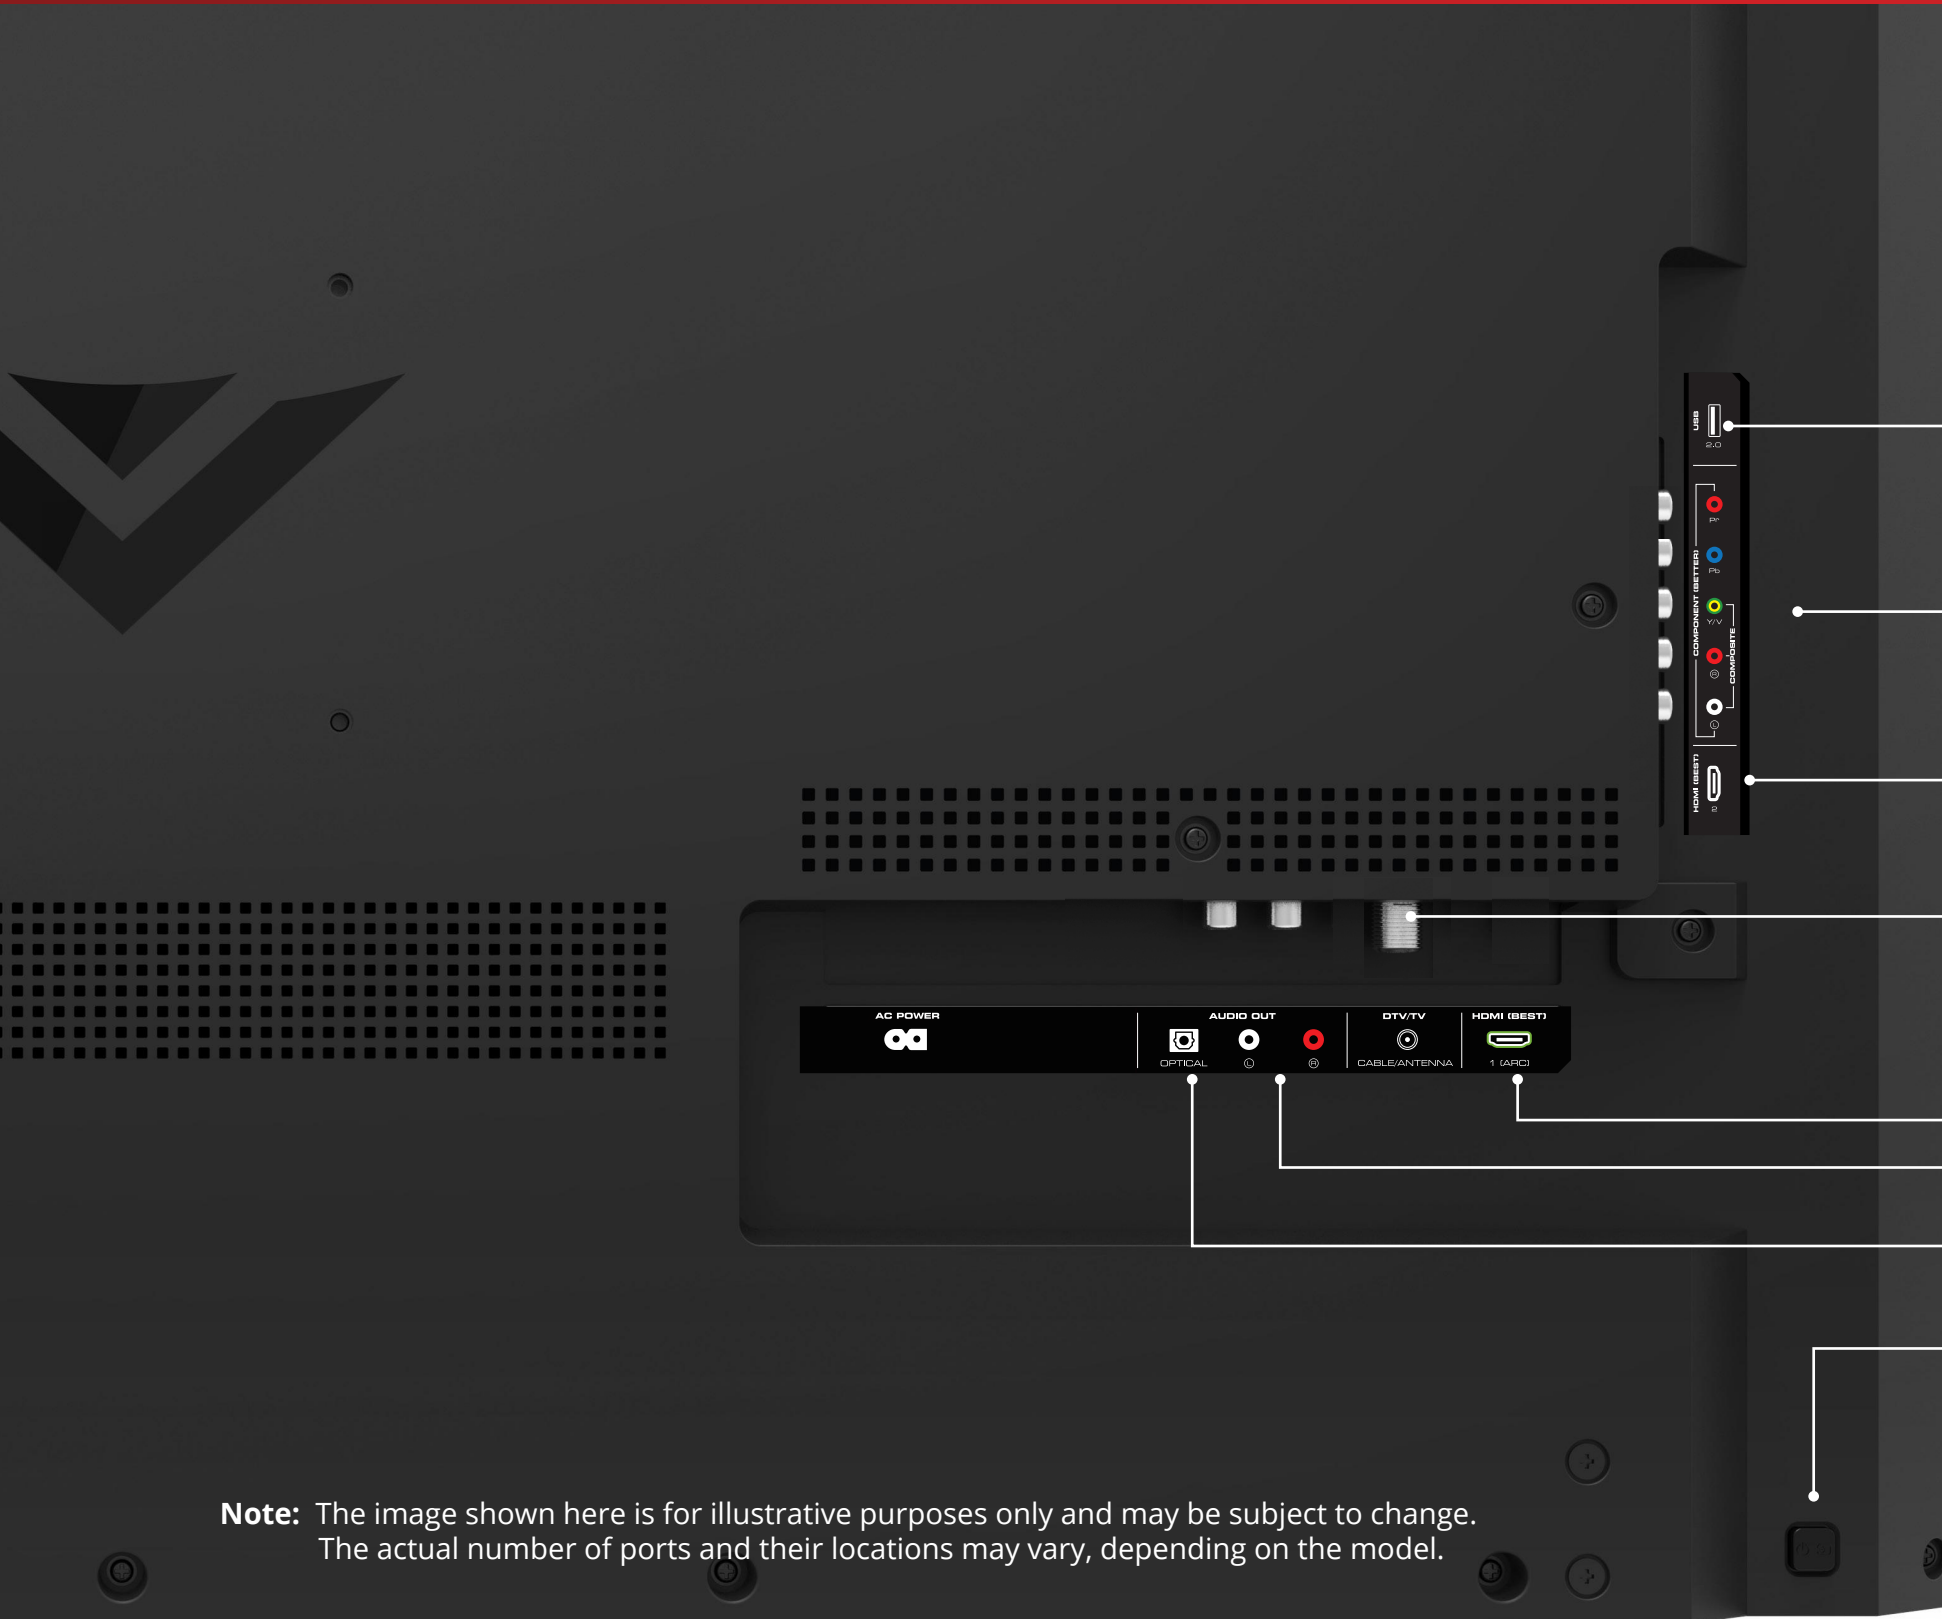 USB
2.0
Pr
Pb
COMPONENT (BETTER)
Y/V
COMPOSITE
R
L
HDMI (BEST)
2
AC POWER
AUDIO OUT
DTV/TV
HDMI (BEST)
OPTICAL
L
R
CABLE/ANTENNA
1 (ARC)
Note: The image shown here is for illustrative purposes only and may be subject to change.
The actual number of ports and their locations may vary, depending on the model.